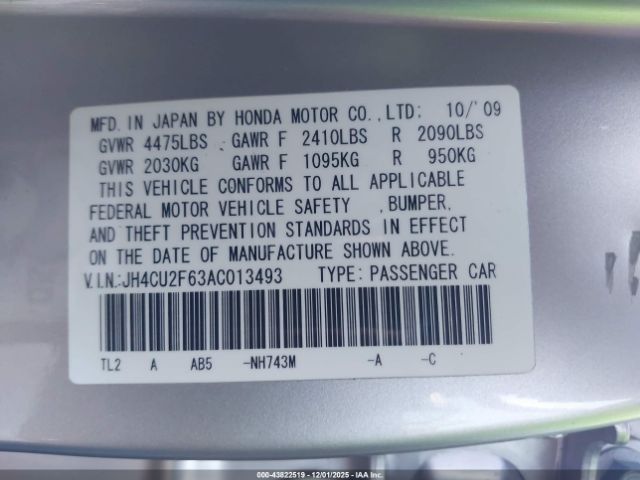 MFD. IN JAPAN BY HONDA MOTOR CO.,LTD: 10/'09
GVWR 4475LBS GAWR F 2410LBS R 2090LBS
GVWR 2030KG GAWR F 1095KG R 950KG
THIS VEHICLE CONFORMS TO ALL APPLICABLE
FEDERAL MOTOR VEHICLE SAFETY ,BUMPER,
AND THEFT PREVENTION STANDARDS IN EFFECT
ON THE DATE OF MANUFACTURE SHOWN ABOVE.
V.I.N.:JH4CU2F63AC013493 TYPE: PASSENGER CAR
TL2 A AB5 -NH743M -A -C
000-43822519 - 12/01/2025 - IAAI.COM